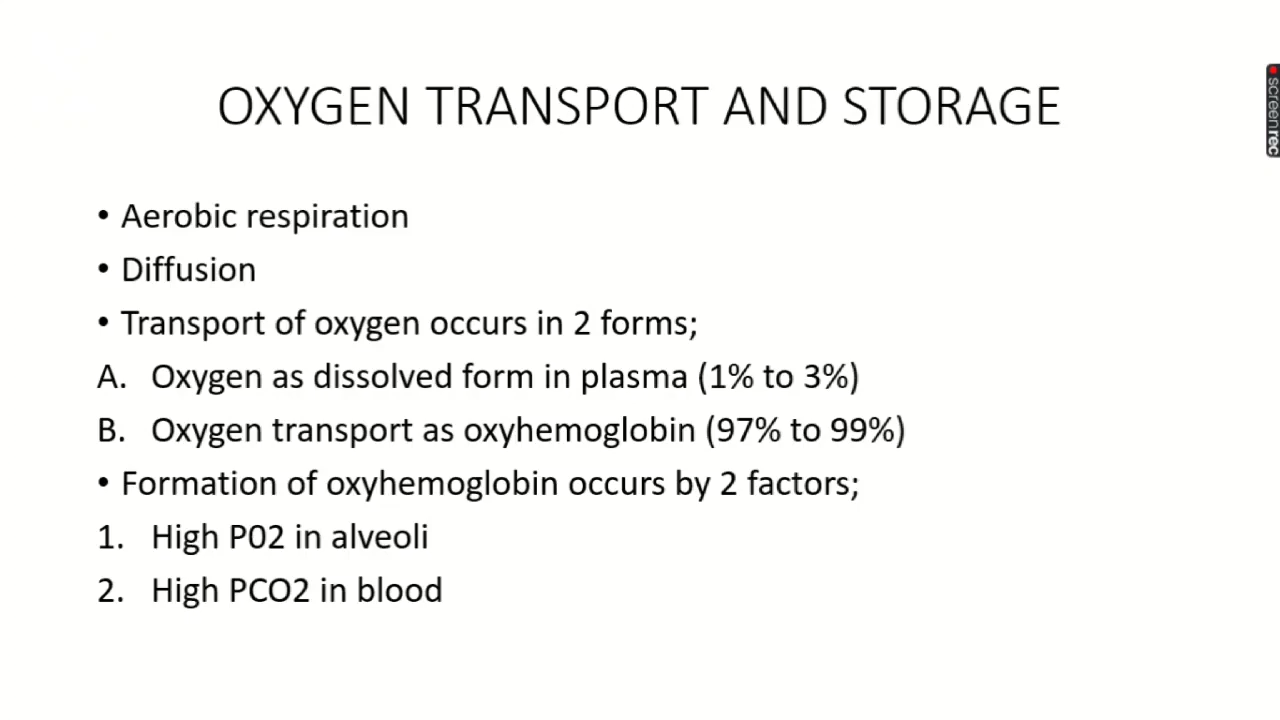 OXYGEN TRANSPORT AND STORAGE
• Aerobic respiration
• Diffusion
• Transport of oxygen occurs in 2 forms;
A. Oxygen as dissolved form in plasma (1% to 3%)
B. Oxygen transport as oxyhemoglobin (97% to 99%)
• Formation of oxyhemoglobin occurs by 2 factors;
1. High P02 in alveoli
2. High PCO2 in blood
screenrec